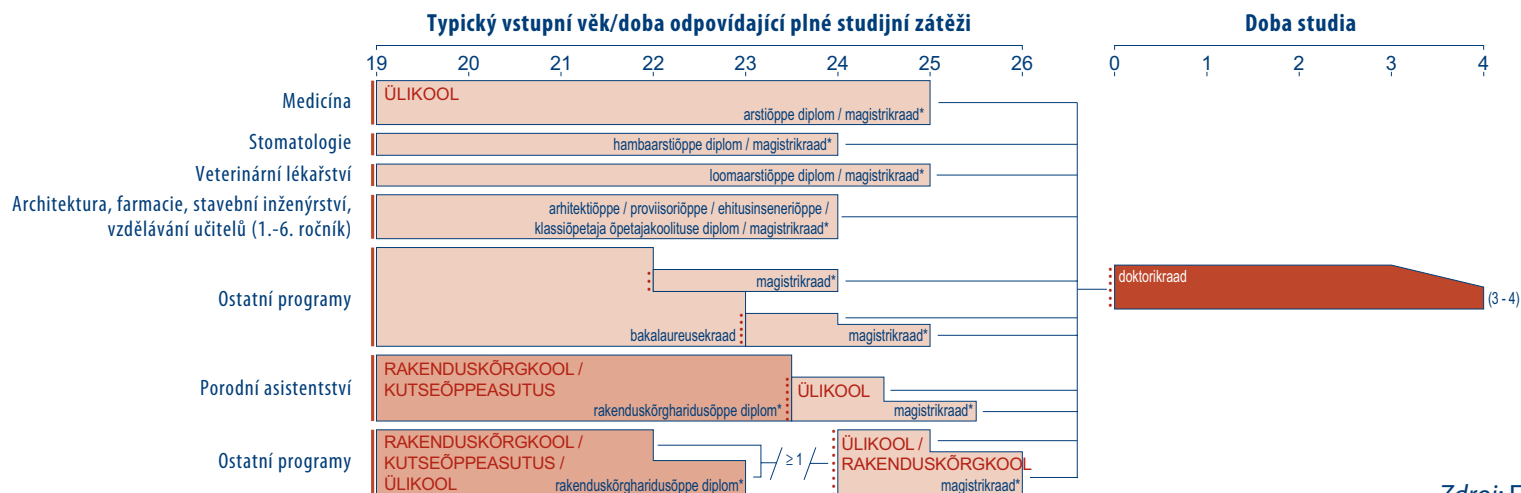 Typický vstupní věk/doba odpovídající plné studijní zátěži
Doba studia
19 20 21 22 23 24 25 26
0 1 2 3 4
Medicína
ÜLIKOOL
arstiõppe diplom / magistrikraad*
Stomatologie
hambaarstiõppe diplom / magistrikraad*
Veterinární lékařství
loomaarstiõppe diplom / magistrikraad*
Architektura, farmacie, stavební inženýrství,
vzdělávání učitelů (1.-6. ročník)
arhitektiõppe / proviisoriõppe / ehitusinseneriõppe /
klassiõpetaja õpetajakoolituse diplom / magistrikraad*
Ostatní programy
magistrikraad*
bakalaureusekraad
magistrikraad*
doktorikraad
(3 - 4)
Porodní asistentství
RAKENDUSKÕRGKOOL /
KUTSEÕPPEASUTUS
rakenduskõrgharidusõppe diplom*
ÜLIKOOL
magistrikraad*
Ostatní programy
RAKENDUSKÕRGKOOL /
KUTSEÕPPEASUTUS /
ÜLIKOOL
rakenduskõrgharidusõppe diplom*
≥ 1
ÜLIKOOL /
RAKENDUSKÕRGKOOL
magistrikraad*
Zdroj: